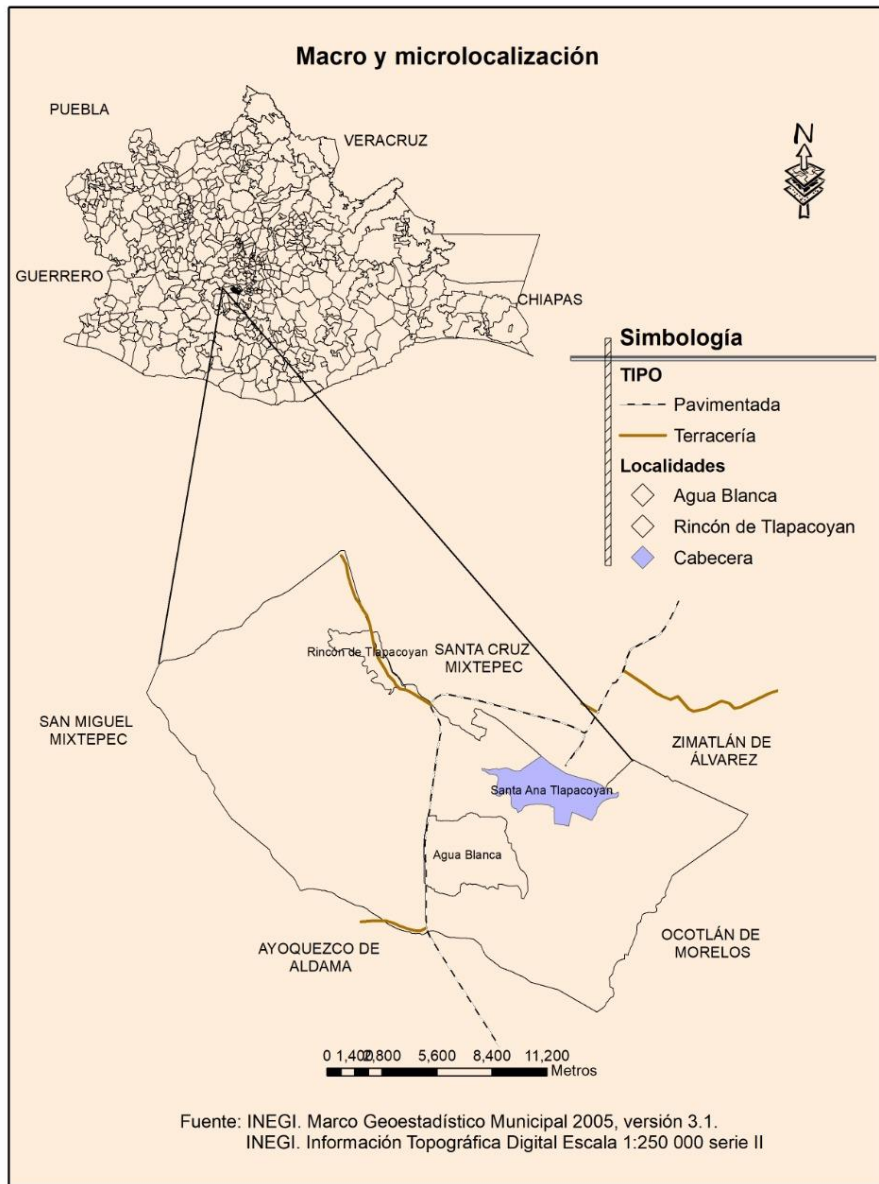 Macro y microlocalización
PUEBLA
VERACRUZ
N
GUERRERO
CHIAPAS
Simbología
TIPO
Pavimentada
Terracería
Localidades
Agua Blanca
Rincón de Tlapacoyan
Cabecera
Rincón de Tlapacoyan
SANTA CRUZ
MIXTEPEC
SAN MIGUEL
MIXTEPEC
ZIMATLÁN DE
ÁLVAREZ
Santa Ana Tlapacoyan
Agua Blanca
AYOQUEZCO DE
ALDAMA
OCOTLÁN DE
MORELOS
0 1,400 2,800 5,600 8,400 11,200
Metros
Fuente: INEGI. Marco Geoestadístico Municipal 2005, versión 3.1.
INEGI. Información Topográfica Digital Escala 1:250 000 serie II